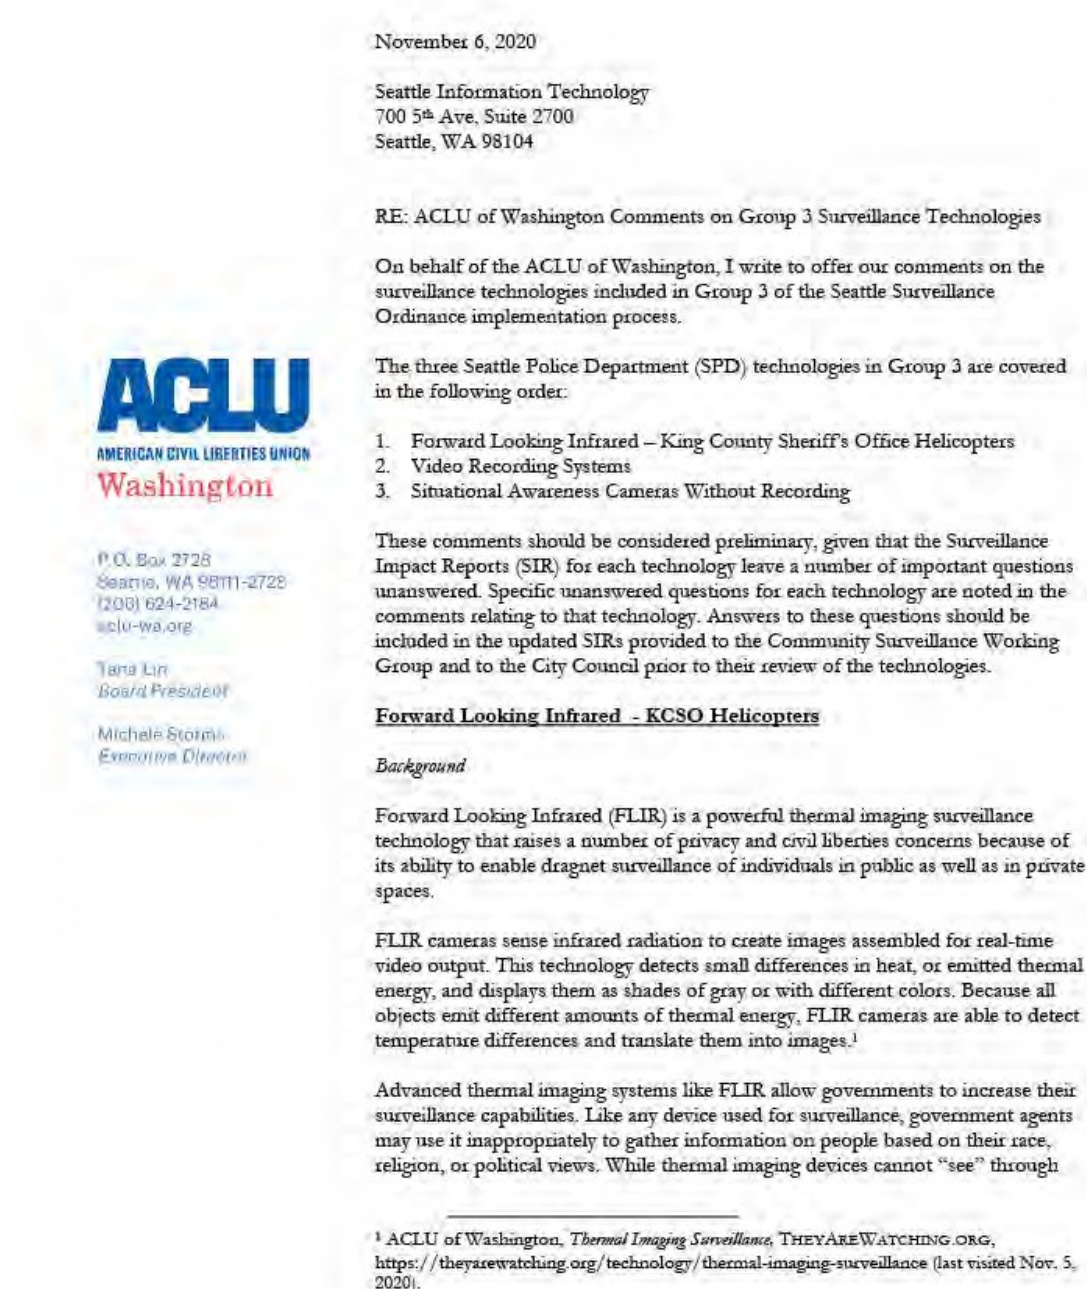 November 6, 2020
Seattle Information Technology
700 5th Ave, Suite 2700
Seattle, WA 98104
RE: ACLU of Washington Comments on Group 3 Surveillance Technologies
On behalf of the ACLU of Washington, I write to offer our comments on the
surveillance technologies included in Group 3 of the Seattle Surveillance
Ordinance implementation process.
The three Seattle Police Department (SPD) technologies in Group 3 are covered
in the following order:
1. Forward Looking Infrared – King County Sheriff's Office Helicopters
2. Video Recording Systems
3. Situational Awareness Cameras Without Recording
These comments should be considered preliminary, given that the Surveillance
Impact Reports (SIR) for each technology leave a number of important questions
unanswered. Specific unanswered questions for each technology are noted in the
comments relating to that technology. Answers to these questions should be
included in the updated SIRs provided to the Community Surveillance Working
Group and to the City Council prior to their review of the technologies.
Forward Looking Infrared - KCSO Helicopters
Background
Forward Looking Infrared (FLIR) is a powerful thermal imaging surveillance
technology that raises a number of privacy and civil liberties concerns because of
its ability to enable dragnet surveillance of individuals in public as well as in private
spaces.
FLIR cameras sense infrared radiation to create images assembled for real-time
video output. This technology detects small differences in heat, or emitted thermal
energy, and displays them as shades of gray or with different colors. Because all
objects emit different amounts of thermal energy, FLIR cameras are able to detect
temperature differences and translate them into images.1
Advanced thermal imaging systems like FLIR allow governments to increase their
surveillance capabilities. Like any device used for surveillance, government agents
may use it inappropriately to gather information on people based on their race,
religion, or political views. While thermal imaging devices cannot “see” through
1 ACLU of Washington, Thermal Imaging Surveillance, THEYAREWATCHING.ORG,
https://theyarewatching.org/technology/thermal-imaging-surveillance (last visited Nov. 5,
2020).
ACLU
AMERICAN CIVIL LIBERTIES UNION
Washington
P.O. Box 2728
Seattle, WA 98111-2728
(206) 624-2184
aclu-wa.org
Tana Lin
Board President
Michele Storms
Executive Director